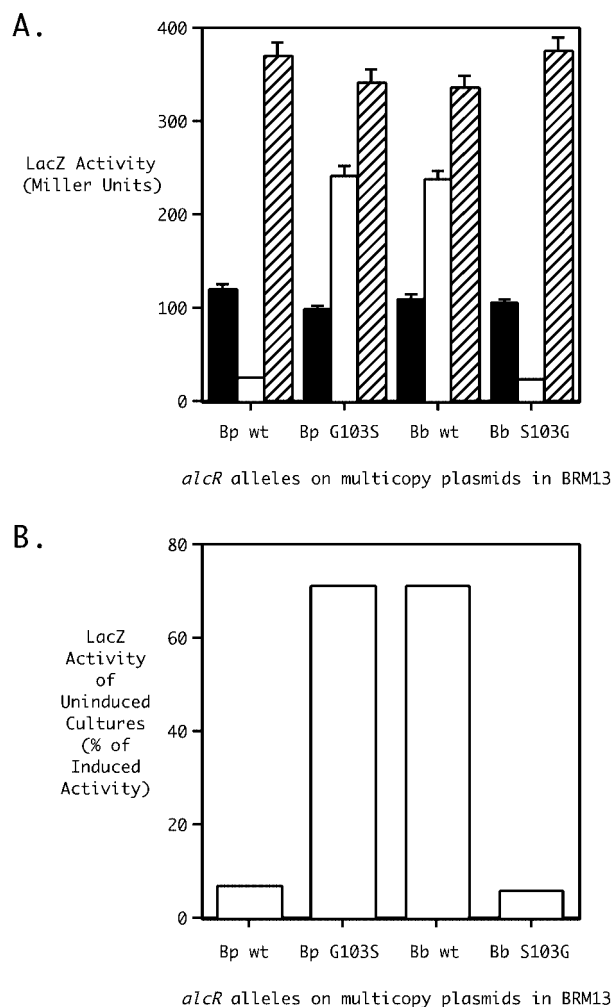 A.
400
300
LacZ Activity
(Miller Units)
200
100
0
Bp wt Bp G103S Bb wt Bb S103G
alcR alleles on multicopy plasmids in BRM13
B.
80
LacZ
Activity
of
Uninduced
Cultures
(% of
Induced
Activity)
60
40
20
0
Bp wt Bp G103S Bb wt Bb S103G
alcR alleles on multicopy plasmids in BRM13